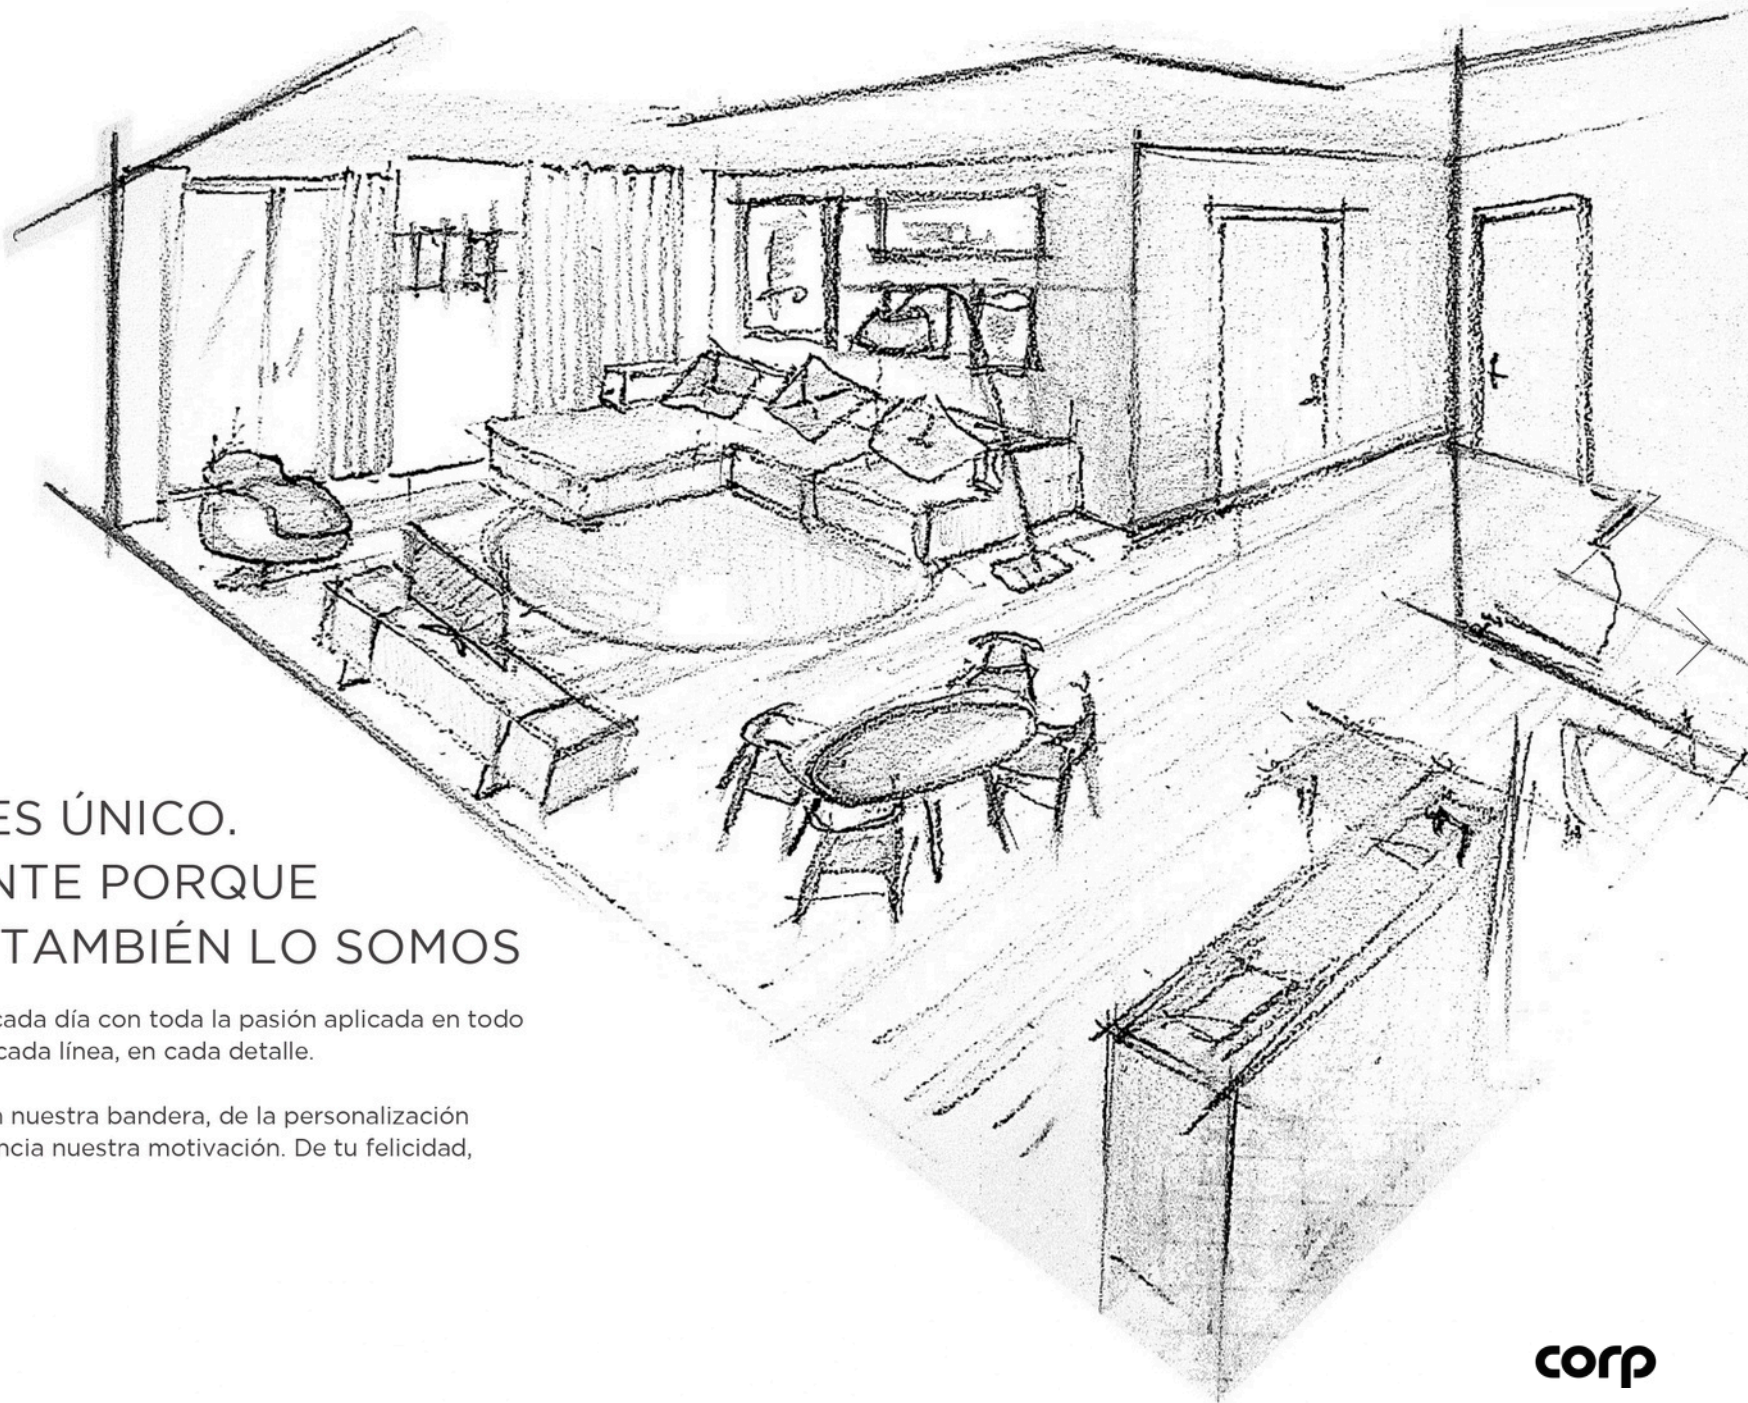 ES ÚNICO.
NTE PORQUE
TAMBIÉN LO SOMOS
cada día con toda la pasión aplicada en todo
cada línea, en cada detalle.
n nuestra bandera, de la personalización
ncia nuestra motivación. De tu felicidad,
corp